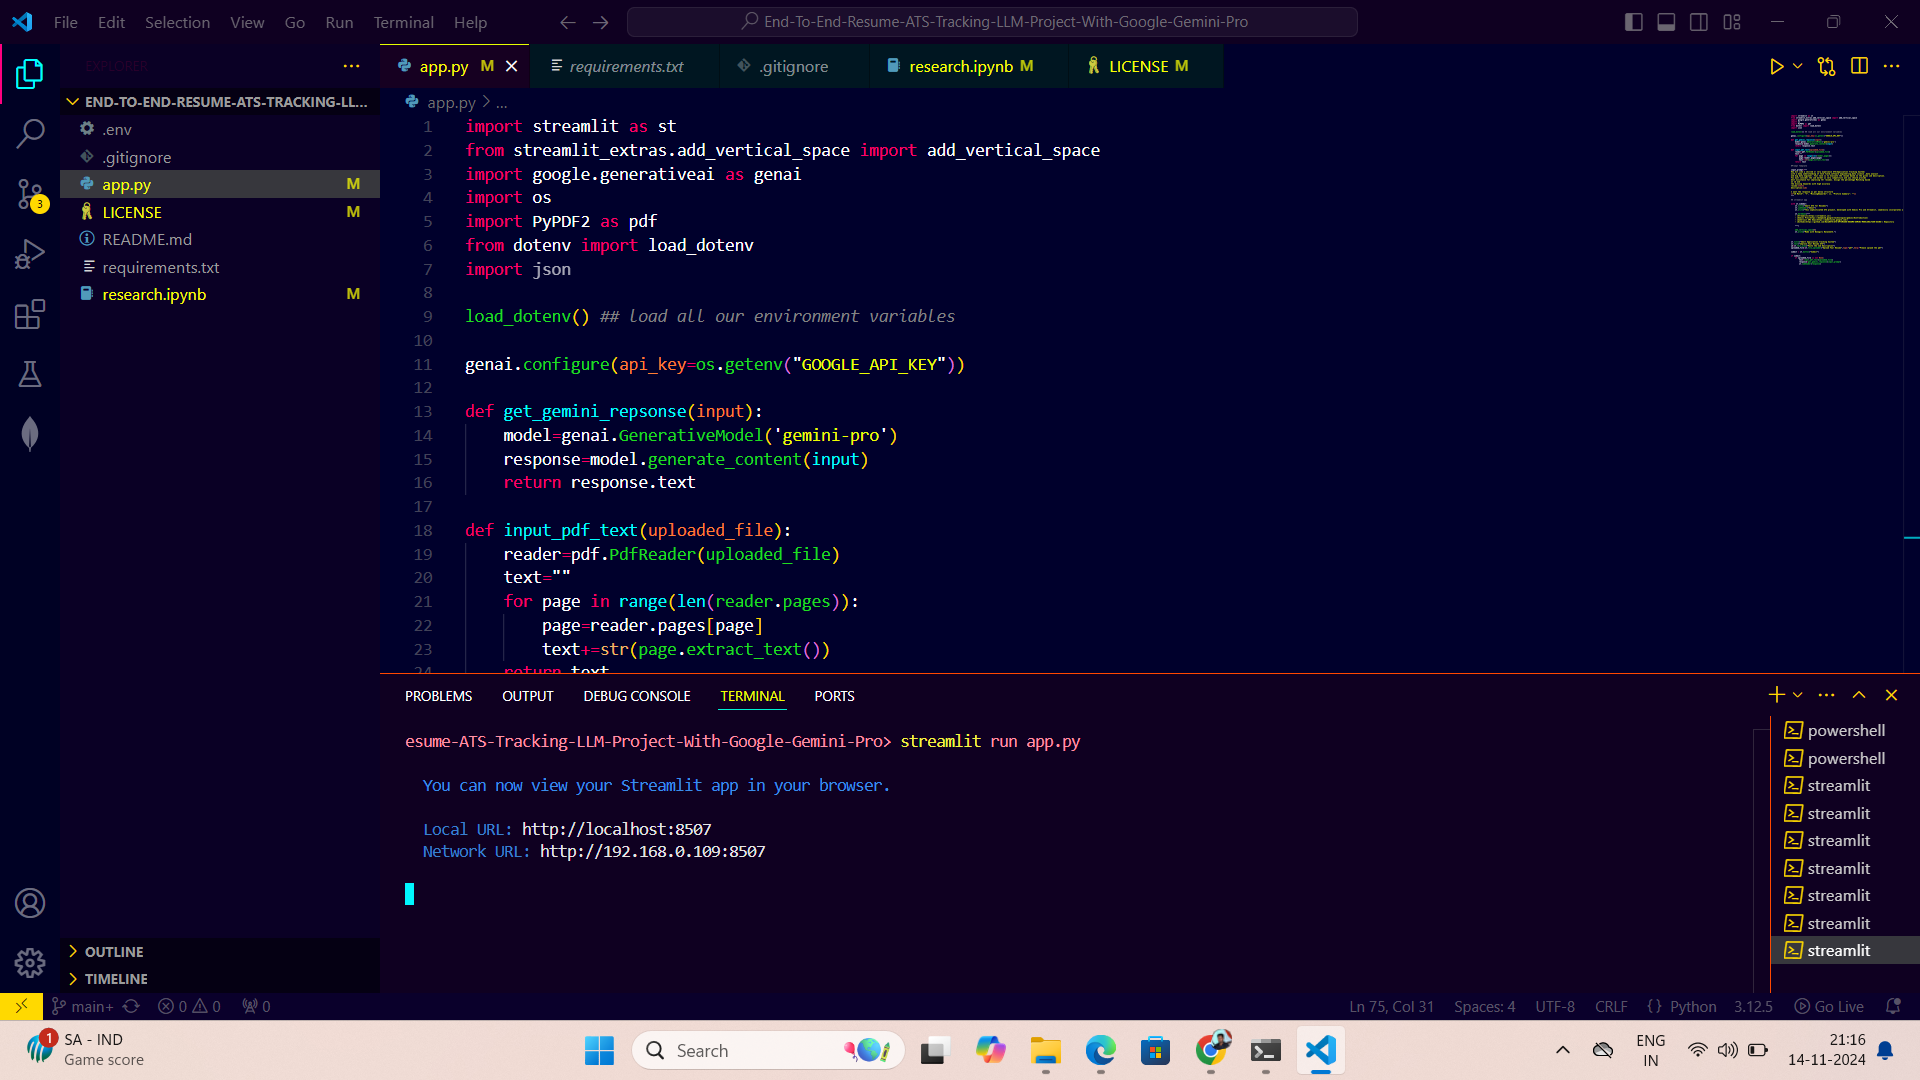 File Edit Selection View Go Run Terminal Help
End-To-End-Resume-ATS-Tracking-LLM-Project-With-Google-Gemini-Pro
EXPLORER
app.py M
requirements.txt
.gitignore
research.ipynb M
LICENSE M
END-TO-END-RESUME-ATS-TRACKING-LL...
.env
.gitignore
app.py M
LICENSE M
README.md
requirements.txt
research.ipynb M
3
OUTLINE
TIMELINE
app.py > ...
1 import streamlit as st
2 from streamlit_extras.add_vertical_space import add_vertical_space
3 import google.generativeai as genai
4 import os
5 import PyPDF2 as pdf
6 from dotenv import load_dotenv
7 import json
8
9 load_dotenv() ## load all our environment variables
10
11 genai.configure(api_key=os.getenv("GOOGLE_API_KEY"))
12
13 def get_gemini_repsonse(input):
14 model=genai.GenerativeModel('gemini-pro')
15 response=model.generate_content(input)
16 return response.text
17
18 def input_pdf_text(uploaded_file):
19 reader=pdf.PdfReader(uploaded_file)
20 text=""
21 for page in range(len(reader.pages)):
22 page=reader.pages[page]
23 text+=str(page.extract_text())
24 return text
PROBLEMS OUTPUT DEBUG CONSOLE TERMINAL PORTS
esume-ATS-Tracking-LLM-Project-With-Google-Gemini-Pro> streamlit run app.py
You can now view your Streamlit app in your browser.
Local URL: http://localhost:8507
Network URL: http://192.168.0.109:8507
powershell
powershell
streamlit
streamlit
streamlit
streamlit
streamlit
streamlit
streamlit
main+ 0 0 0
Ln 75, Col 31 Spaces: 4 UTF-8 CRLF {} Python 3.12.5 Go Live
1
SA - IND
Game score
Search
ENG
IN
21:16
14-11-2024